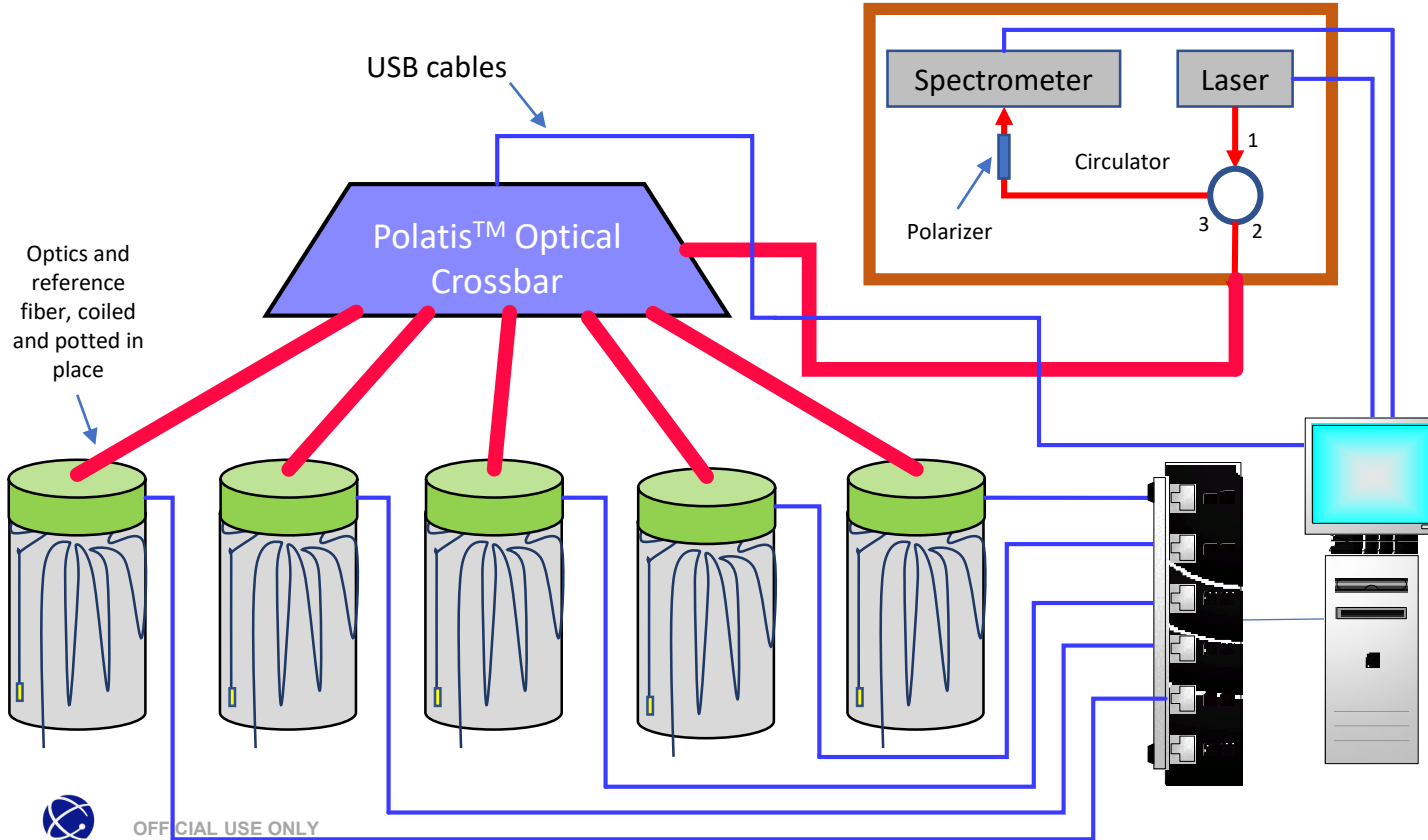 USB cables
Spectrometer
Laser
1
Circulator
2
3
Polarizer
Polatis™ Optical
Crossbar
Optics and
reference
fiber, coiled
and potted in
place
OFFICIAL USE ONLY